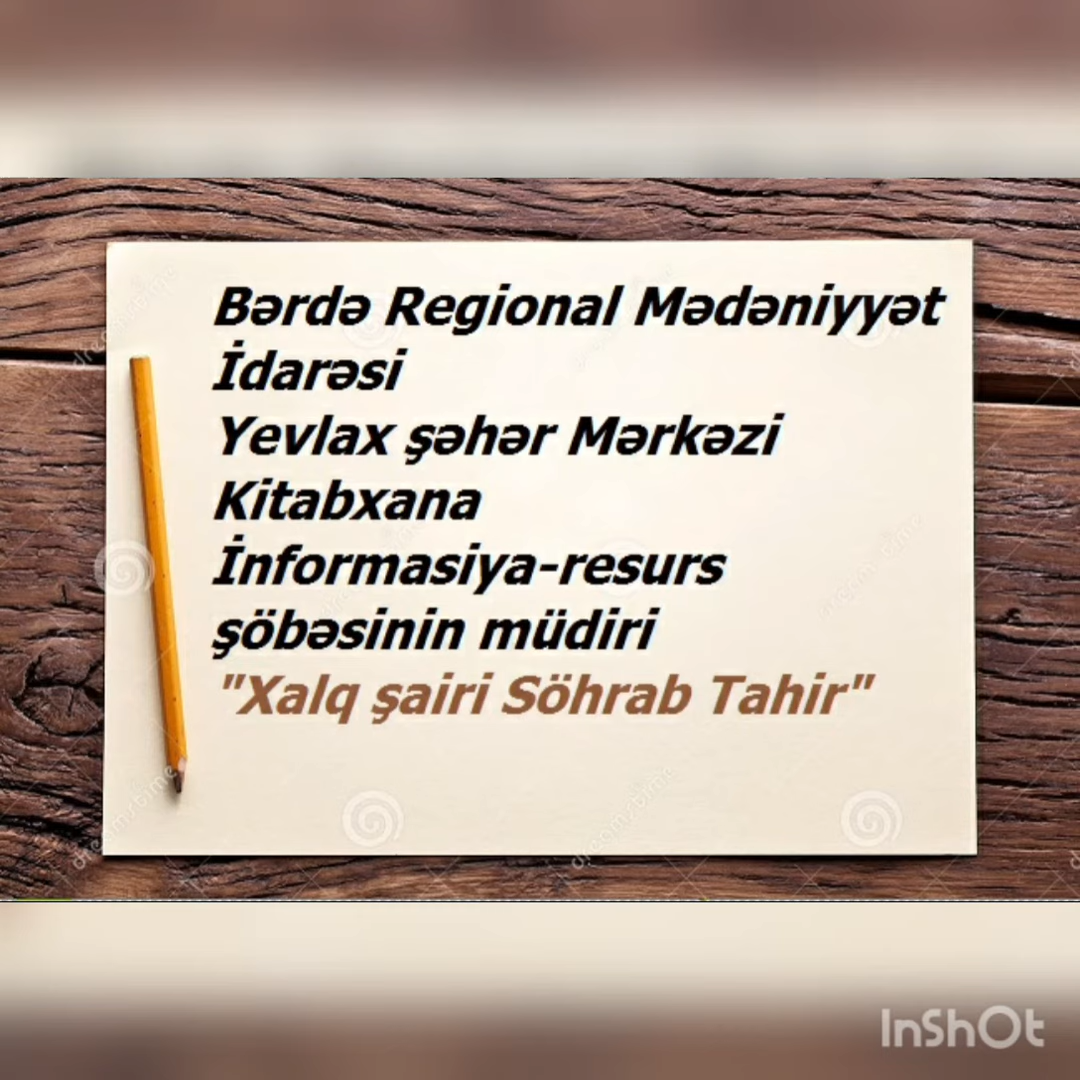 Bərdə Regional Mədəniyyət
İdarəsi
Yevlax şəhər Mərkəzi
Kitabxana
İnformasiya-resurs
şöbəsinin müdiri
"Xalq şairi Söhrab Tahir"
InShOt